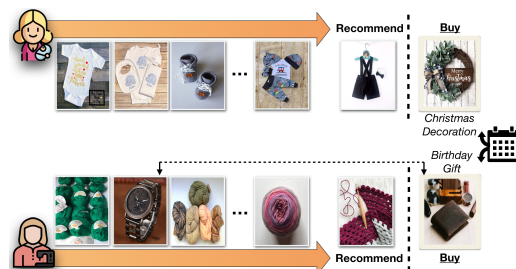 Recommend
Buy
Merry
Christmas
Christmas
Decoration
Birthday
Gift
Recommend
Buy